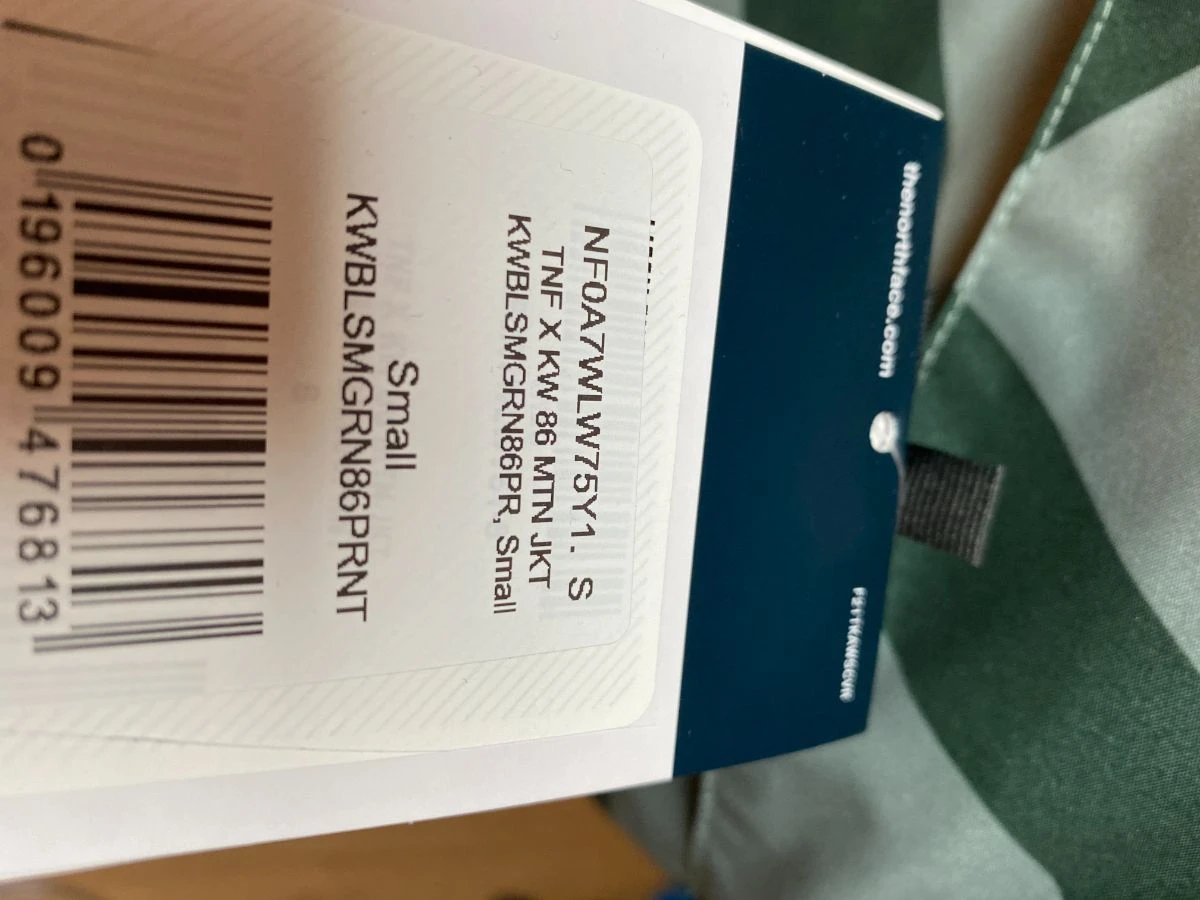 thenorthface.com
NF0A7WLW75Y1. S
TNF X KW 86 MTN JKT
KWBLSMGRN86PR, Small
Small
KWBLSMGRN86PRNT
0 196009 476813